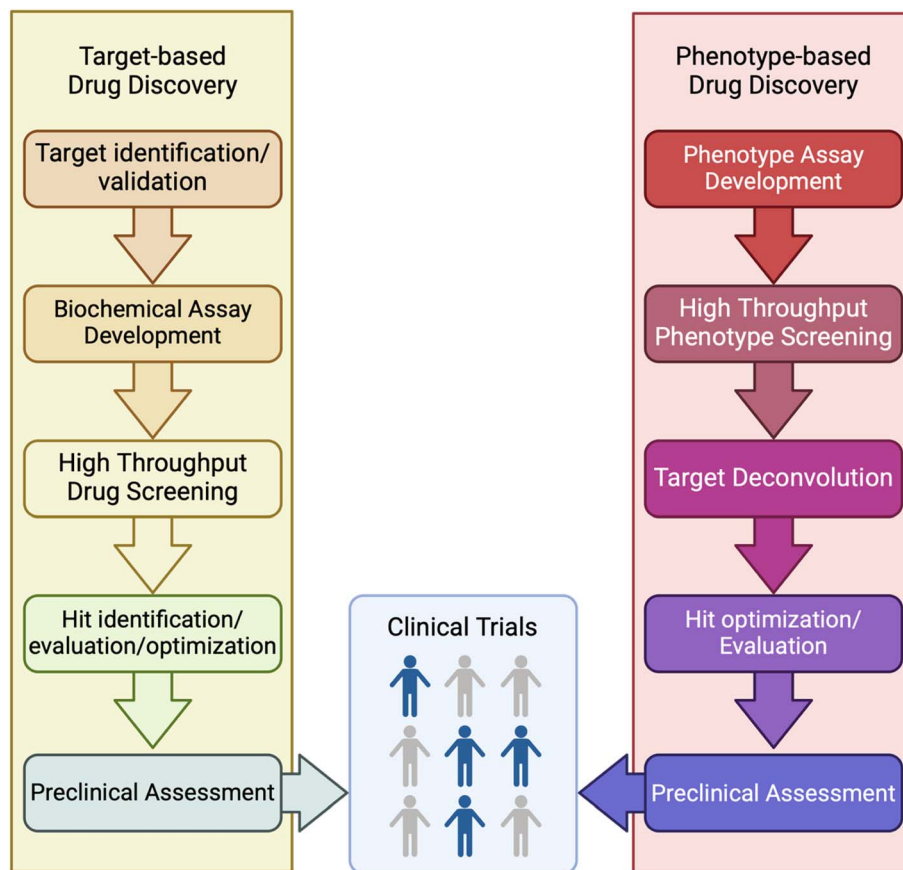 Target-based
Drug Discovery
Target identification/
validation
Biochemical Assay
Development
High Throughput
Drug Screening
Hit identification/
evaluation/optimization
Preclinical Assessment
Clinical Trials
Phenotype-based
Drug Discovery
Phenotype Assay
Development
High Throughput
Phenotype Screening
Target Deconvolution
Hit optimization/
Evaluation
Preclinical Assessment